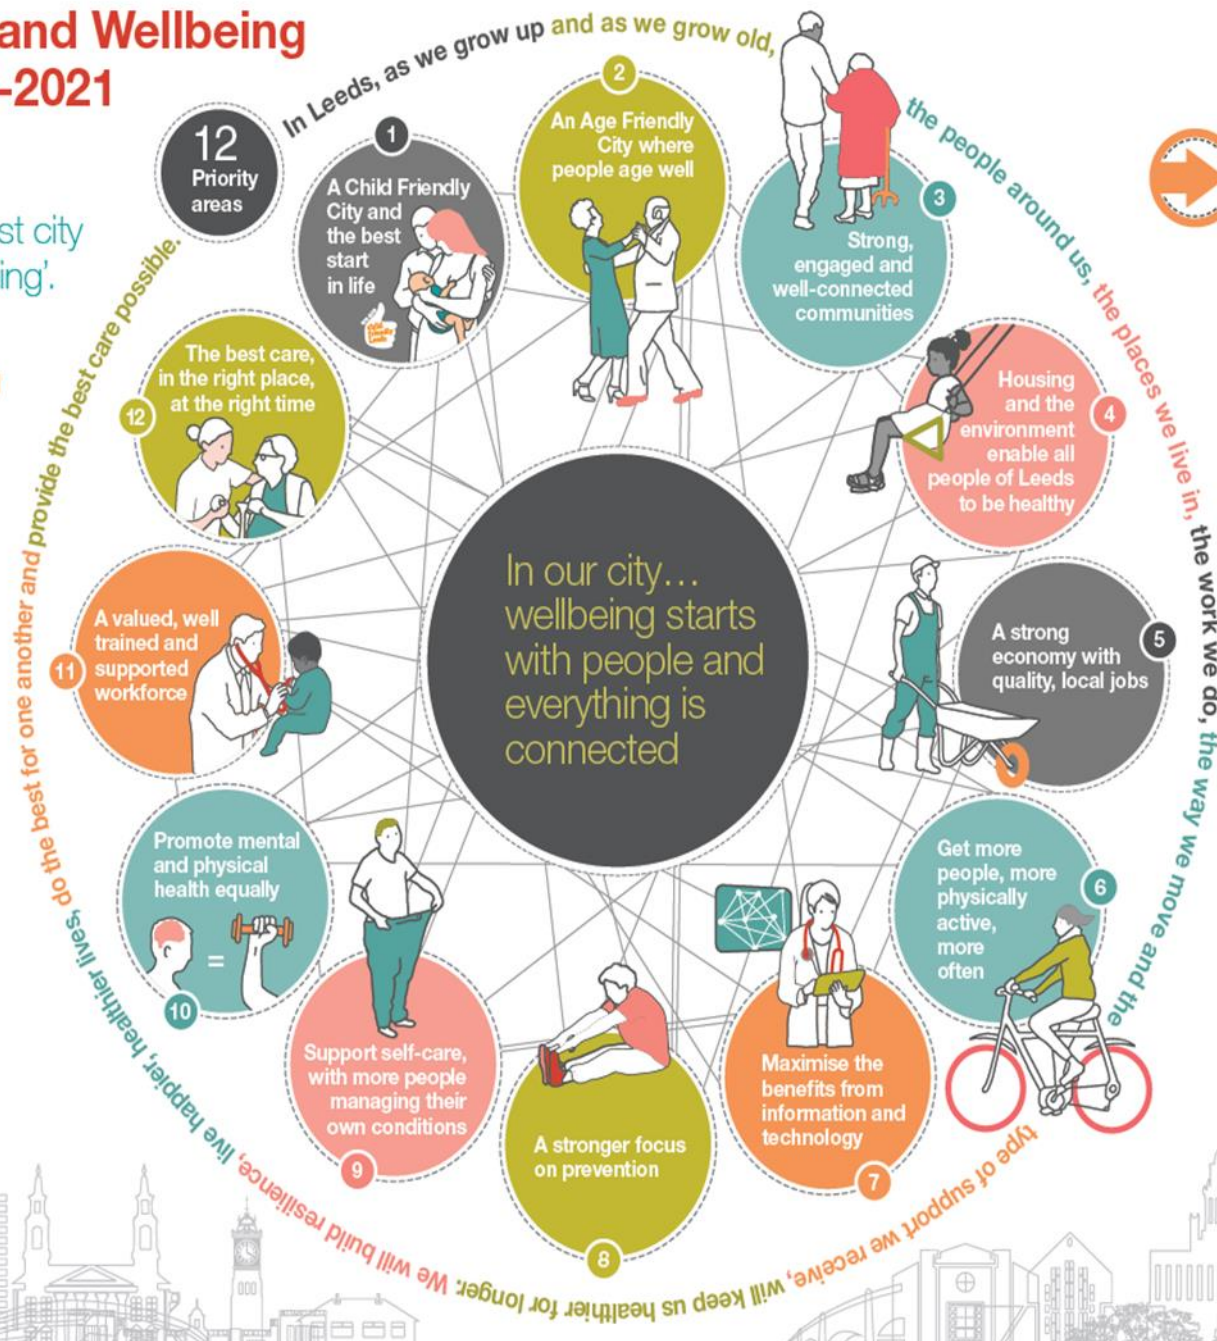 and Wellbeing
-2021
st city
ing’.
In Leeds, as we grow up and as we grow old, the people around us, the places we live in, the work we do, the way we move and the type of support we receive, will keep us healthier for longer. We will build resilience, live happier, healthier lives, do the best for one another and provide the best care possible.
12
Priority
areas
1
A Child Friendly
City and
the best
start
in life
Child
Friendly
Leeds
2
An Age Friendly
City where
people age well
3
Strong,
engaged and
well-connected
communities
4
Housing
and the
environment
enable all
people of Leeds
to be healthy
5
A strong
economy with
quality, local jobs
6
Get more
people, more
physically
active,
more
often
7
Maximise the
benefits from
information and
technology
8
A stronger focus
on prevention
9
Support self-care,
with more people
managing their
own conditions
10
Promote mental
and physical
health equally
=
11
A valued, well
trained and
supported
workforce
12
The best care,
in the right place,
at the right time
In our city…
wellbeing starts
with people and
everything is
connected